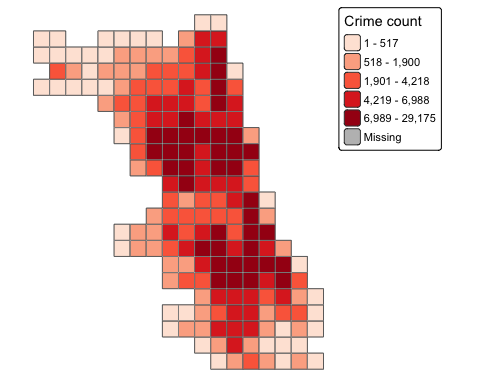 Crime count
1 - 517
518 - 1,900
1,901 - 4,218
4,219 - 6,988
6,989 - 29,175
Missing